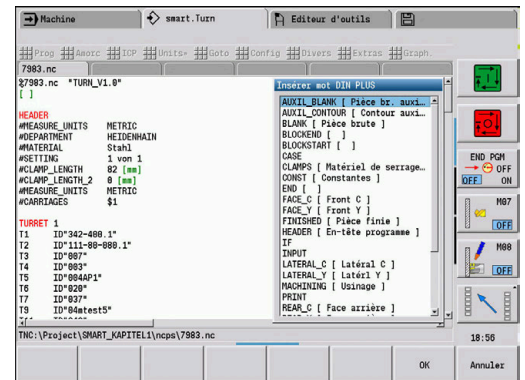 Machine
smart.Turn
Editeur d'outils
Prog Amorc ICP Units» Goto Config Divers Extras Graph.
7983.nc
%7983.nc "TURN_V1.0"
[ ]
HEADER
#MEASURE_UNITS METRIC
#DEPARTMENT HEIDENHAIN
#MATERIAL Stahl
#SETTING 1 von 1
#CLAMP_LENGTH 82 [mm]
#CLAMP_LENGTH_2 0 [mm]
#MEASURE_UNITS METRIC
#CARRIAGES $1
TURRET 1
T1 ID"342-400.1"
T2 ID"111-80-080.1"
T3 ID"007"
T4 ID"003"
T5 ID"004AP1"
T6 ID"020"
T7 ID"037"
T9 ID"04mtest5"
Insérer mot DIN PLUS
AUXIL_BLANK [ Pièce br. auxi…
AUXIL_CONTOUR [ Contour auxi…
BLANK [ Pièce brute ]
BLOCKEND [ ]
BLOCKSTART [ ]
CASE
CLAMPS [ Matériel de serrage…
CONST [ Constantes ]
END [ ]
FACE_C [ Front C ]
FACE_Y [ Front Y ]
FINISHED [ Pièce finie ]
HEADER [ En-tête programme ]
IF
INPUT
LATERAL_C [ Latéral C ]
LATERAL_Y [ Latérl Y ]
MACHINING [ Usinage ]
PRINT
REAR_C [ Face arrière ]
TNC:\Project\SMART_KAPITEL1\ncps\7983.nc
END PGM
OFF
OFF ON
M07
OFF
M08
OFF
18:56
OK
Annuler